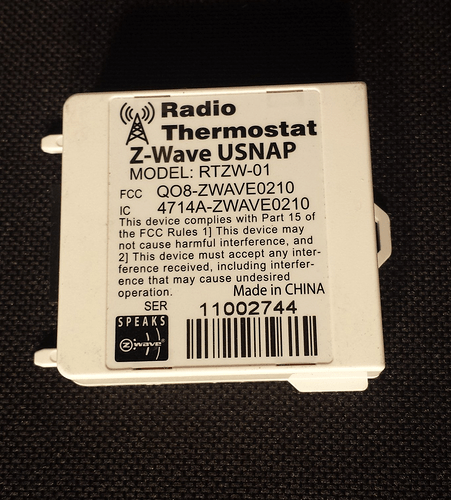 Radio
Thermostat
Z-Wave USNAP
MODEL: RTZW-01
FCC QO8-ZWAVE0210
IC 4714A-ZWAVE0210
This device complies with Part 15 of
the FCC Rules 1] This device may
not cause harmful interference, and
2] This device must accept any inter-
ference received, including interfer-
ence that may cause undesired
operation. Made in CHINA
SER 11002744
SPEAKS
Z wave